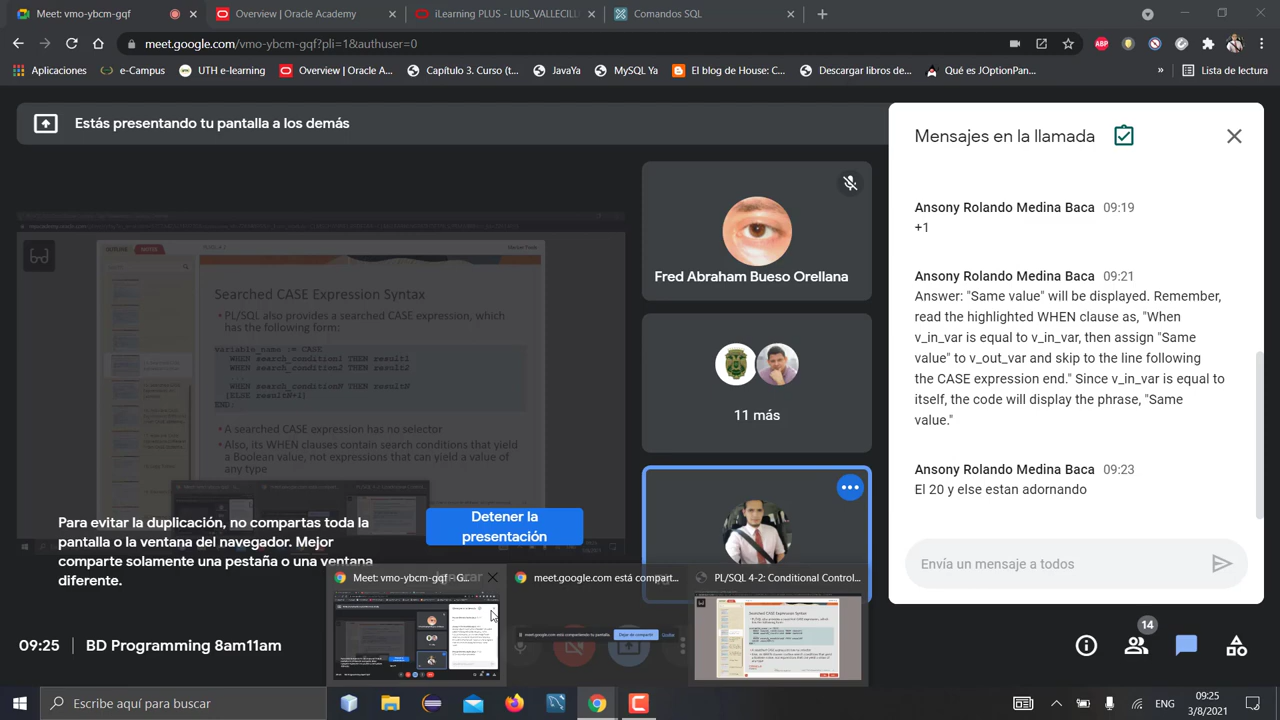 Meet: vmo-ybcm-gqf
Overview | Oracle Academy
iLearning PLUS - LUIS_VALLECILL
Comandos SQL
meet.google.com/vmo-ybcm-gqf?pli=1&authuser=0
Aplicaciones
e-Campus
UTH e-learning
Overview | Oracle A...
Capítulo 3. Curso (t...
JavaYa
MySQL Ya
El blog de House: C...
Descargar libros de...
Qué es JOptionPan...
»
Lista de lectura
Estás presentando tu pantalla a los demás
Searched CASE Expression Syntax
PL/SQL also provides a searched CASE expression, which
has the following form:
variable_name := CASE
WHEN search_condition1 THEN result1
WHEN search_condition2 THEN result2
WHEN search_conditionN THEN resultN
[ELSE result]
END;
A searched CASE expression has no selector
Also, its WHEN clauses contain search conditions that yield
a Boolean value, not expressions that can yield a value of
any type
Para evitar la duplicación, no compartas toda la
pantalla o la ventana del navegador. Mejor
comparte solamente una pestaña o una ventana
diferente.
Detener la
presentación
Fred Abraham Bueso Orellana
11 más
Mensajes en la llamada
Ansony Rolando Medina Baca 09:19
+1
Ansony Rolando Medina Baca 09:21
Answer: "Same value" will be displayed. Remember,
read the highlighted WHEN clause as, "When
v_in_var is equal to v_in_var, then assign "Same
value" to v_out_var and skip to the line following
the CASE expression end." Since v_in_var is equal to
itself, the code will display the phrase, "Same
value."
Ansony Rolando Medina Baca 09:23
El 20 y else estan adornando
Envía un mensaje a todos
Meet: vmo-ybcm-gqf - G...
meet.google.com está compart...
PL/SQL 4-2: Conditional Control...
BD Programming 8am-9am
14
Escribe aquí para buscar
ENG
09:25
3/8/2021